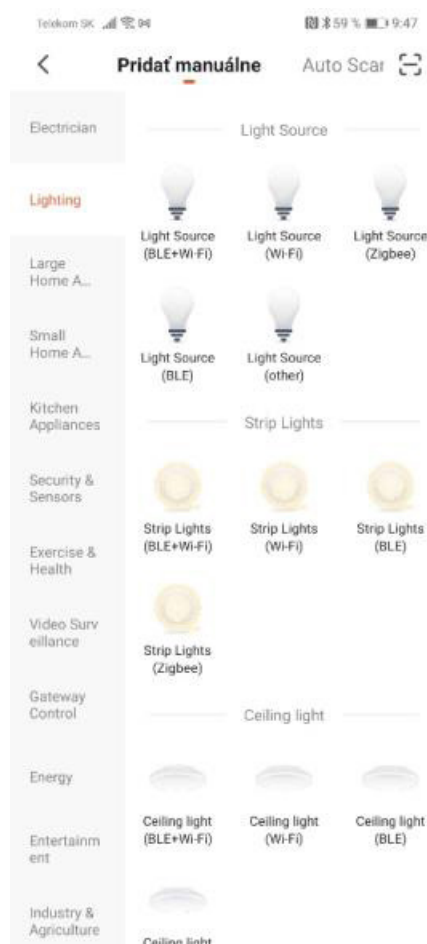 Telekom SK 59 % 9:47
Pridať manuálne Auto Scar
Electrician
Lighting
Large
Home A...
Small
Home A...
Kitchen
Appliances
Security &
Sensors
Exercise &
Health
Video Surv
eillance
Gateway
Control
Energy
Entertainm
ent
Industry &
Agriculture
Light Source
Light Source
(BLE+Wi-Fi)
Light Source
(Wi-Fi)
Light Source
(Zigbee)
Light Source
(BLE)
Light Source
(other)
Strip Lights
Strip Lights
(BLE+Wi-Fi)
Strip Lights
(Wi-Fi)
Strip Lights
(BLE)
Strip Lights
(Zigbee)
Ceiling light
Ceiling light
(BLE+Wi-Fi)
Ceiling light
(Wi-Fi)
Ceiling light
(BLE)
Ceiling light